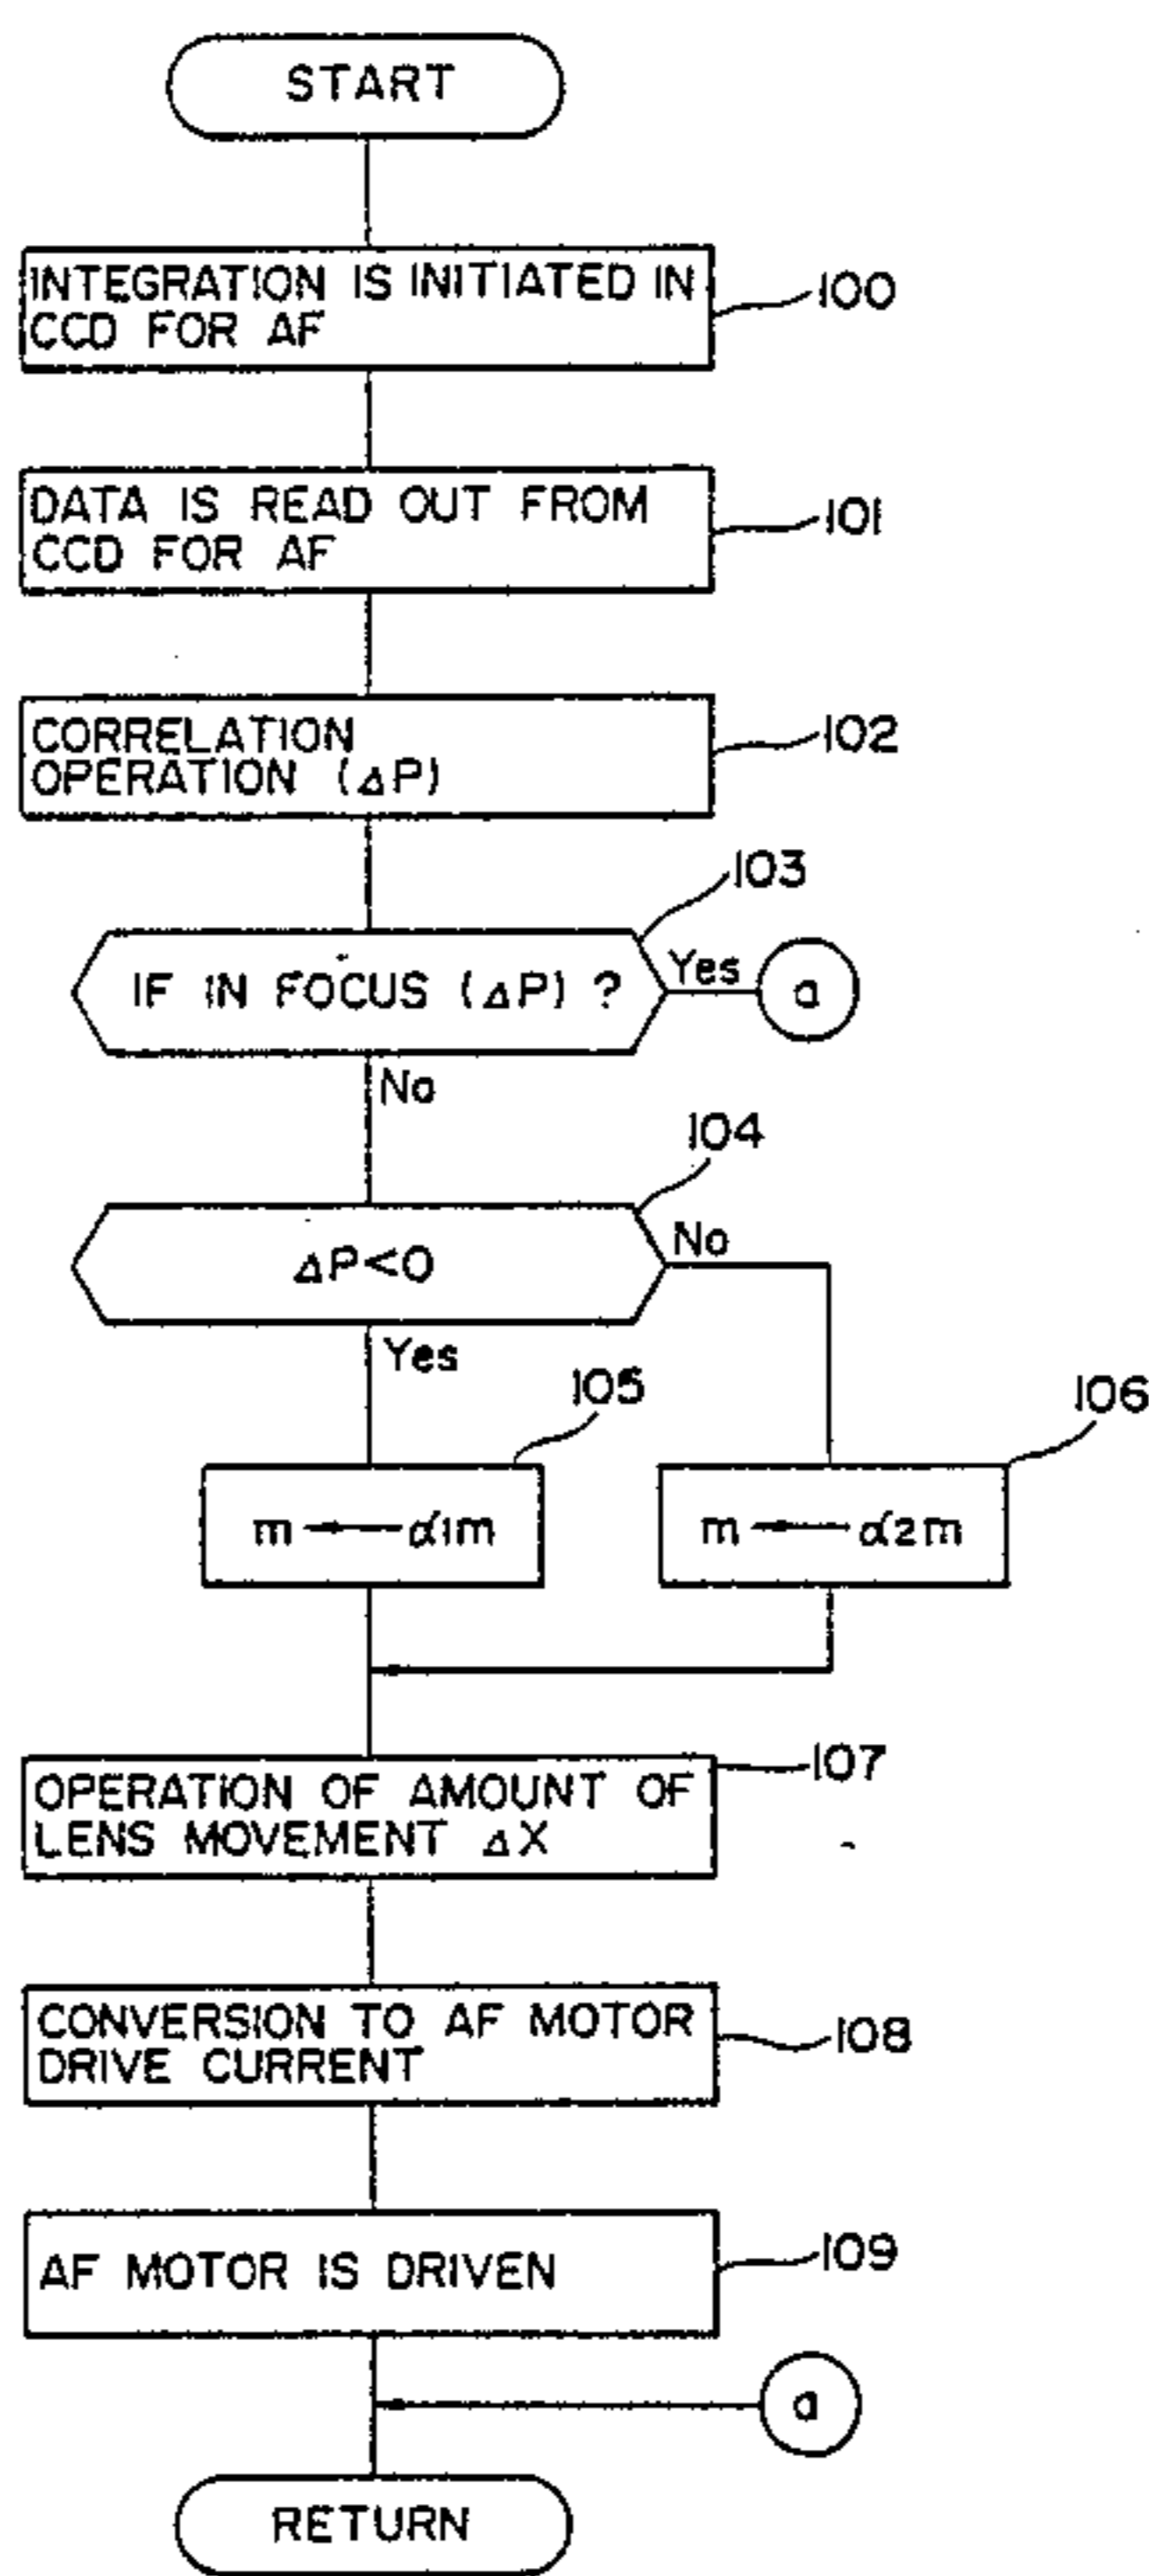 START
INTEGRATION IS INITIATED IN
CCD FOR AF
100
DATA IS READ OUT FROM
CCD FOR AF
101
CORRELATION
OPERATION (ΔP)
102
103
IF IN FOCUS (ΔP) ?
Yes
a
No
104
ΔP<0
No
Yes
105
106
m ← α1m
m ← α2m
OPERATION OF AMOUNT OF
LENS MOVEMENT ΔX
107
CONVERSION TO AF MOTOR
DRIVE CURRENT
108
AF MOTOR IS DRIVEN
109
a
RETURN